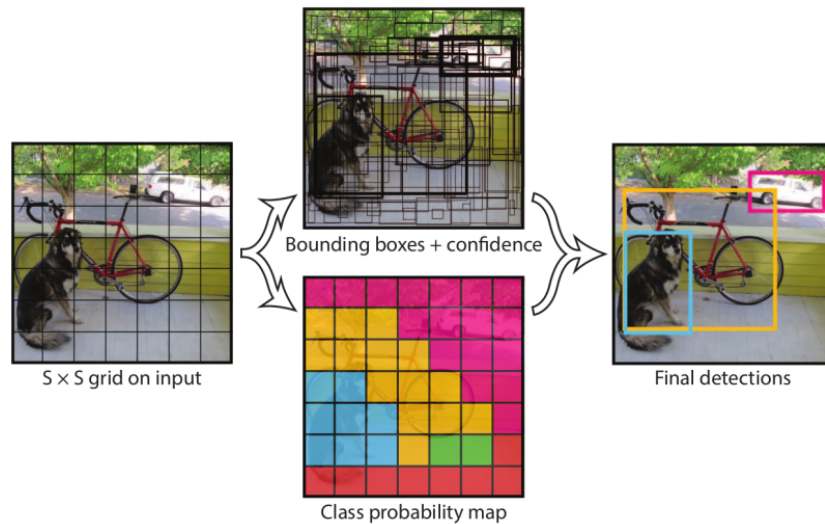 Bounding boxes + confidence
S × S grid on input
Final detections
Class probability map